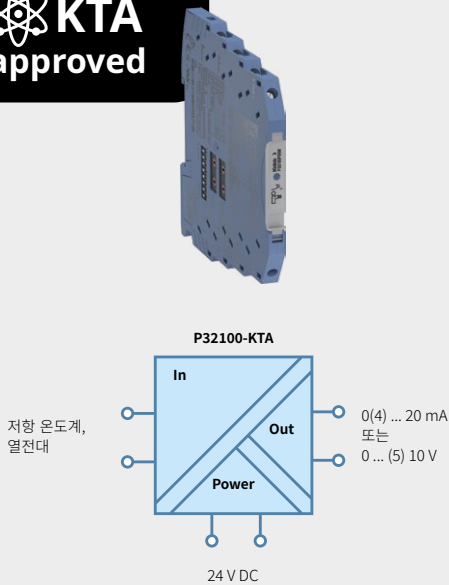 KTA
approved
P32100-KTA
In
저항 온도계,
열전대
Out
0(4) ... 20 mA
또는
0 ... (5) 10 V
Power
24 V DC